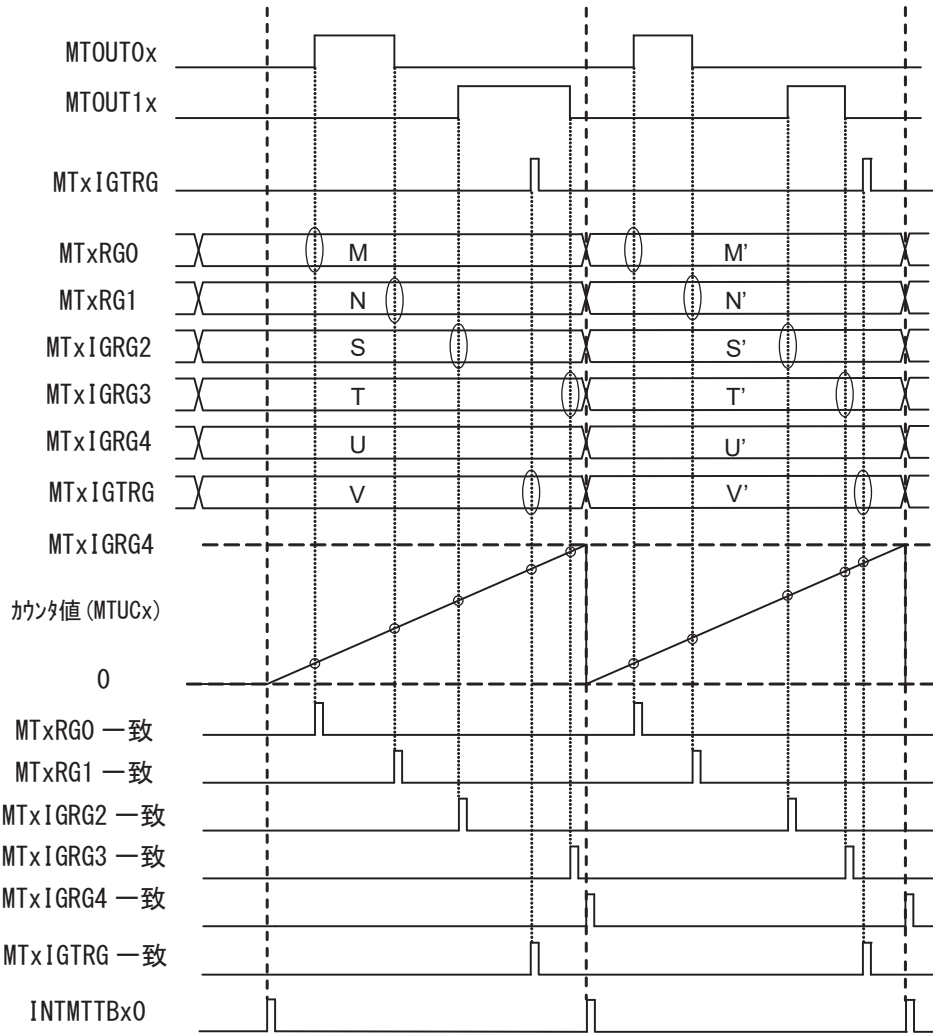 MTOUT0x
MTOUT1x
MTxIGTRG
MTxRG0 M M’
MTxRG1 N N’
MTxIGRG2 S S’
MTxIGRG3 T T’
MTxIGRG4 U U’
MTxIGTRG V V’
MTxIGRG4
ｶｳﾝﾀ値(MTUCx)
0
MTxRG0 一致
MTxRG1 一致
MTxIGRG2 一致
MTxIGRG3 一致
MTxIGRG4 一致
MTxIGTRG 一致
INTMTTBx0